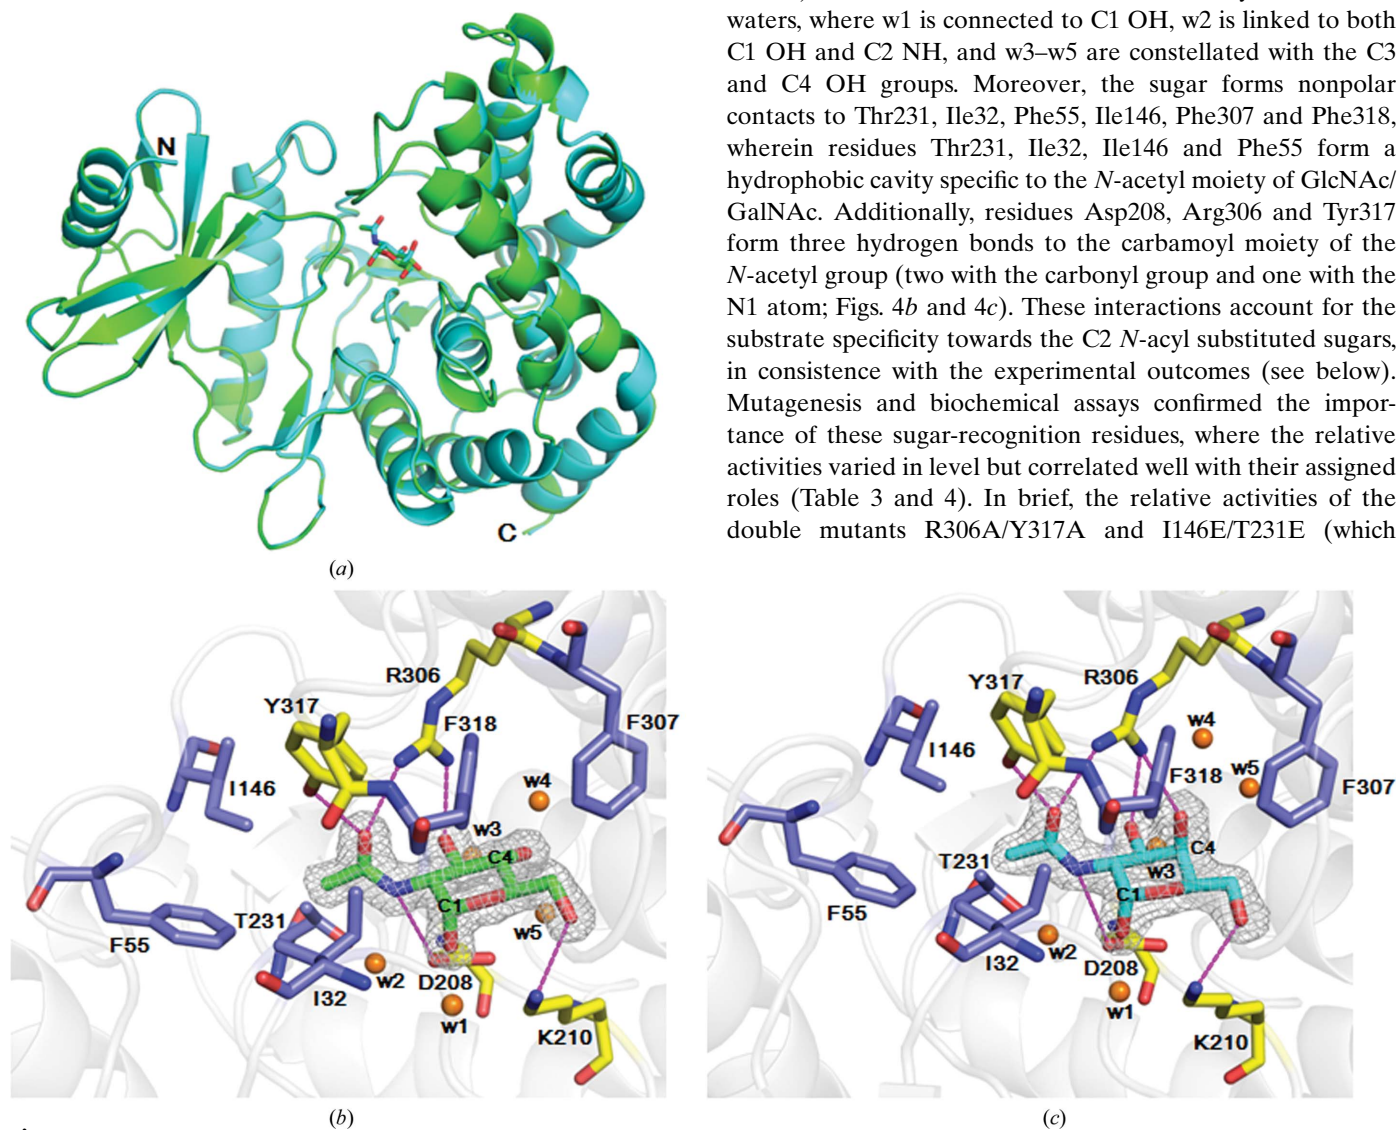 waters, where w1 is connected to C1 OH, w2 is linked to both
C1 OH and C2 NH, and w3–w5 are constellated with the C3
and C4 OH groups. Moreover, the sugar forms nonpolar
contacts to Thr231, Ile32, Phe55, Ile146, Phe307 and Phe318,
wherein residues Thr231, Ile32, Ile146 and Phe55 form a
hydrophobic cavity specific to the N-acetyl moiety of GlcNAc/
GalNAc. Additionally, residues Asp208, Arg306 and Tyr317
form three hydrogen bonds to the carbamoyl moiety of the
N-acetyl group (two with the carbonyl group and one with the
N1 atom; Figs. 4b and 4c). These interactions account for the
substrate specificity towards the C2 N-acyl substituted sugars,
in consistence with the experimental outcomes (see below).
Mutagenesis and biochemical assays confirmed the impor-
tance of these sugar-recognition residues, where the relative
activities varied in level but correlated well with their assigned
roles (Table 3 and 4). In brief, the relative activities of the
double mutants R306A/Y317A and I146E/T231E (which
N
C
(a)
R306
Y317
F318
F307
I146
w4
w3
C4
C1
T231
w5
F55
I32
w2
D208
w1
K210
(b)
R306
Y317
w4
I146
F318
w5
F307
C4
T231
w3
C1
F55
w2
I32
D208
w1
K210
(c)